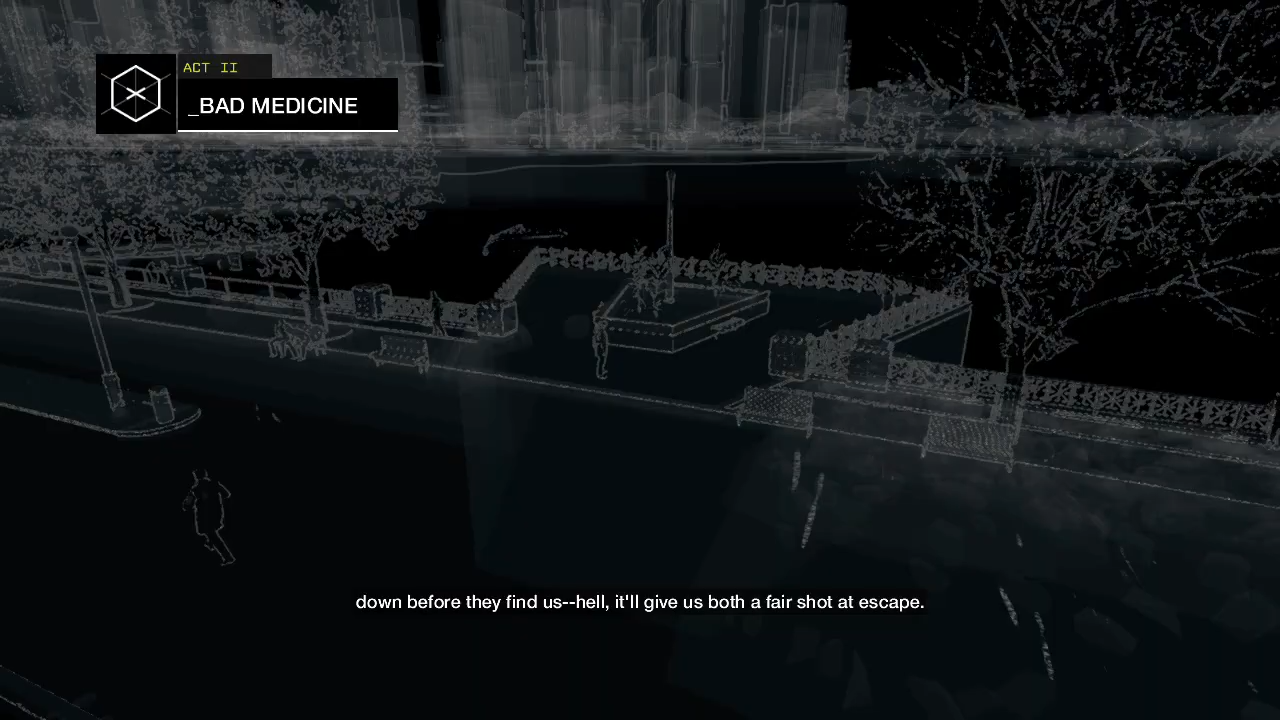 ACT II
_BAD MEDICINE
down before they find us--hell, it'll give us both a fair shot at escape.